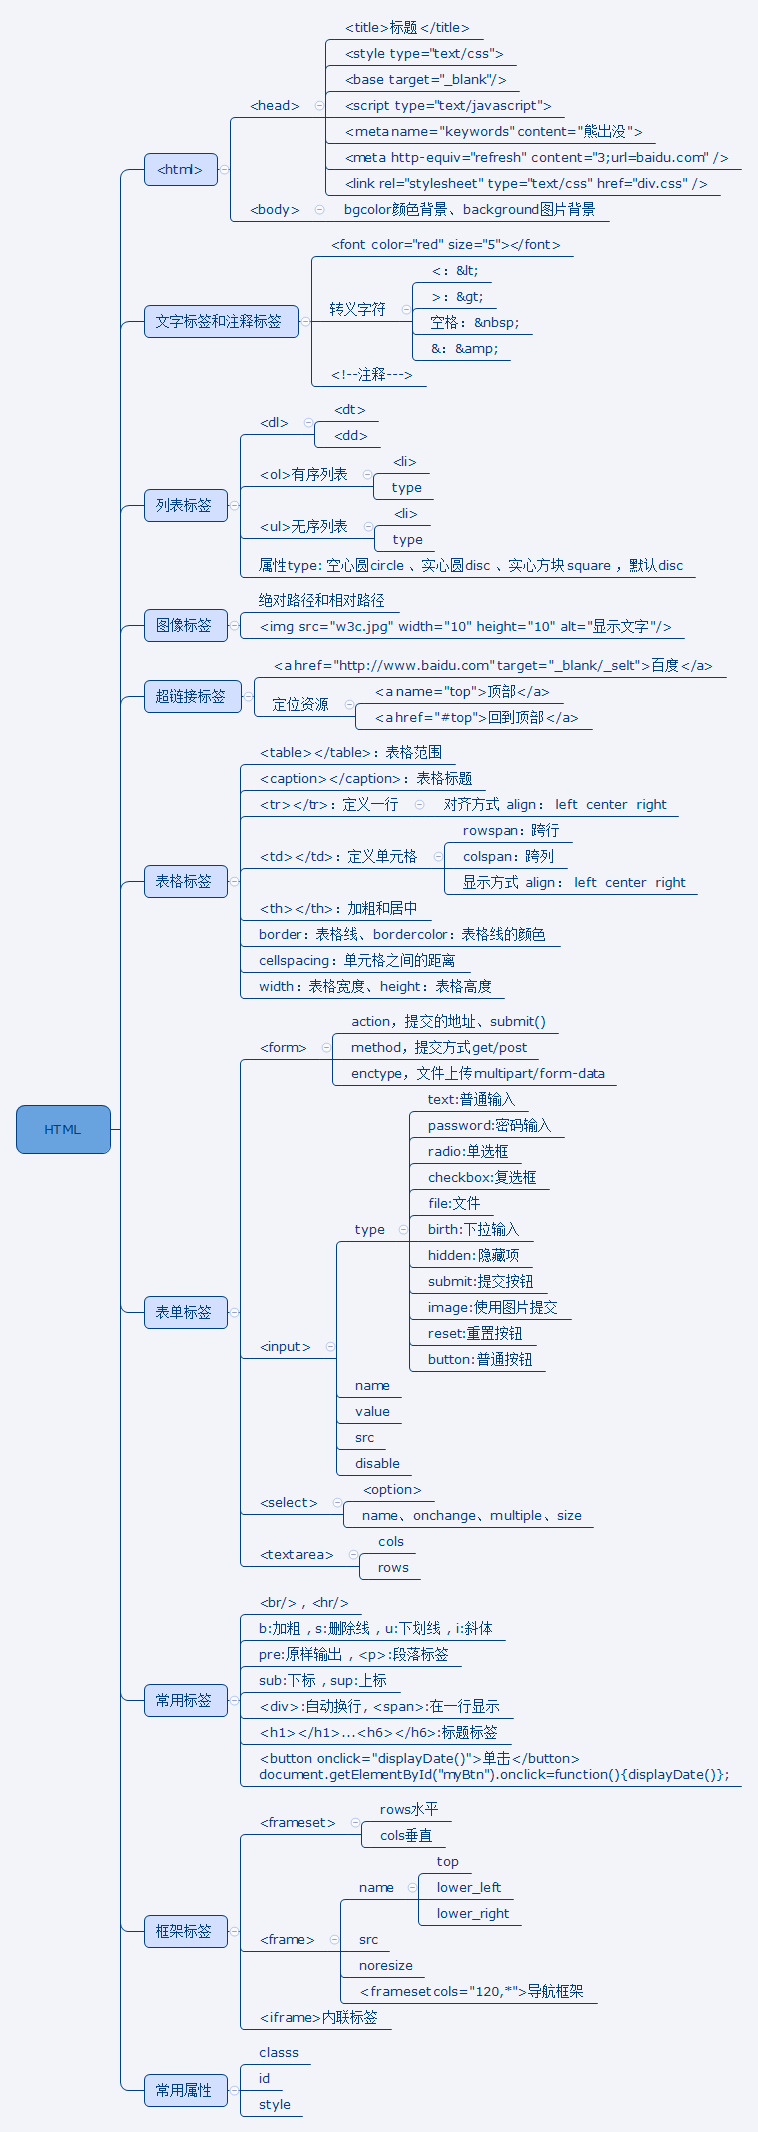 <title>标题</title>
<style type="text/css">
<base target="_blank"/>
<head>
<script type="text/javascript">
<meta name="keywords" content="熊出没">
<html>
<meta http-equiv="refresh" content="3;url=baidu.com" />
<link rel="stylesheet" type="text/css" href="div.css" />
<body>
bgcolor颜色背景、background图片背景
<font color="red" size="5"></font>
<：&lt;
>：&gt;
转义字符
文字标签和注释标签
空格：&nbsp;
&：&amp;
<!--注释--->
<dl>
<dt>
<dd>
<ol>有序列表
<li>
type
列表标签
<ul>无序列表
<li>
type
属性type: 空心圆circle 、实心圆disc 、实心方块square ，默认disc
绝对路径和相对路径
图像标签
<img src="w3c.jpg" width="10" height="10" alt="显示文字"/>
<a href="http://www.baidu.com" target="_blank/_selt">百度</a>
超链接标签
定位资源
<a name="top">顶部</a>
<a href="#top">回到顶部</a>
<table></table>：表格范围
<caption></caption>：表格标题
<tr></tr>：定义一行
对齐方式 align： left center right
rowspan：跨行
<td></td>：定义单元格
colspan：跨列
显示方式 align： left center right
表格标签
<th></th>：加粗和居中
border：表格线、bordercolor：表格线的颜色
cellspacing：单元格之间的距离
width：表格宽度、height：表格高度
<form>
action，提交的地址、submit()
method，提交方式get/post
enctype，文件上传multipart/form-data
HTML
text:普通输入
password:密码输入
radio:单选框
checkbox:复选框
file:文件
type
birth:下拉输入
hidden:隐藏项
submit:提交按钮
image:使用图片提交
表单标签
reset:重置按钮
<input>
button:普通按钮
name
value
src
disable
<select>
<option>
name、onchange、multiple、size
<textarea>
cols
rows
<br/>，<hr/>
b:加粗，s:删除线，u:下划线，i:斜体
pre:原样输出，<p>:段落标签
sub:下标，sup:上标
常用标签
<div>:自动换行，<span>:在一行显示
<h1></h1>...<h6></h6>:标题标签
<button onclick="displayDate()">单击</button>
document.getElementById("myBtn").onclick=function(){displayDate()};
<frameset>
rows水平
cols垂直
top
name
lower_left
lower_right
框架标签
<frame>
src
noresize
<frameset cols="120,*">导航框架
<iframe>内联标签
classs
id
常用属性
style